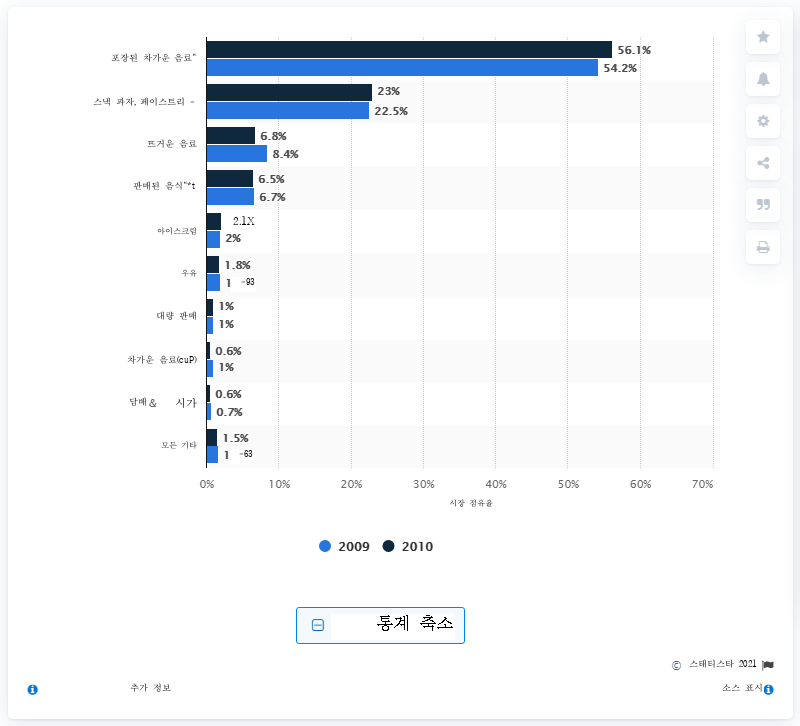 포장된 차가운 음료"
56.1%
54.2%
스낵 과자, 페이스트리 -
23%
22.5%
뜨거운 음료
6.8%
8.4%
판매된 음식"*t
6.5%
6.7%
아이스크림
2.1X
2%
우유
1.8%
1 -93
대량 판매
1%
1%
차가운 음료(cuP)
0.6%
1%
담배& 시가
0.6%
0.7%
모든 기타
1.5%
1 -63
0% 10% 20% 30% 40% 50% 60% 70%
시장 점유율
2009 2010
통계 축소
© 스태티스타 2021
추가 정보 소스 표시